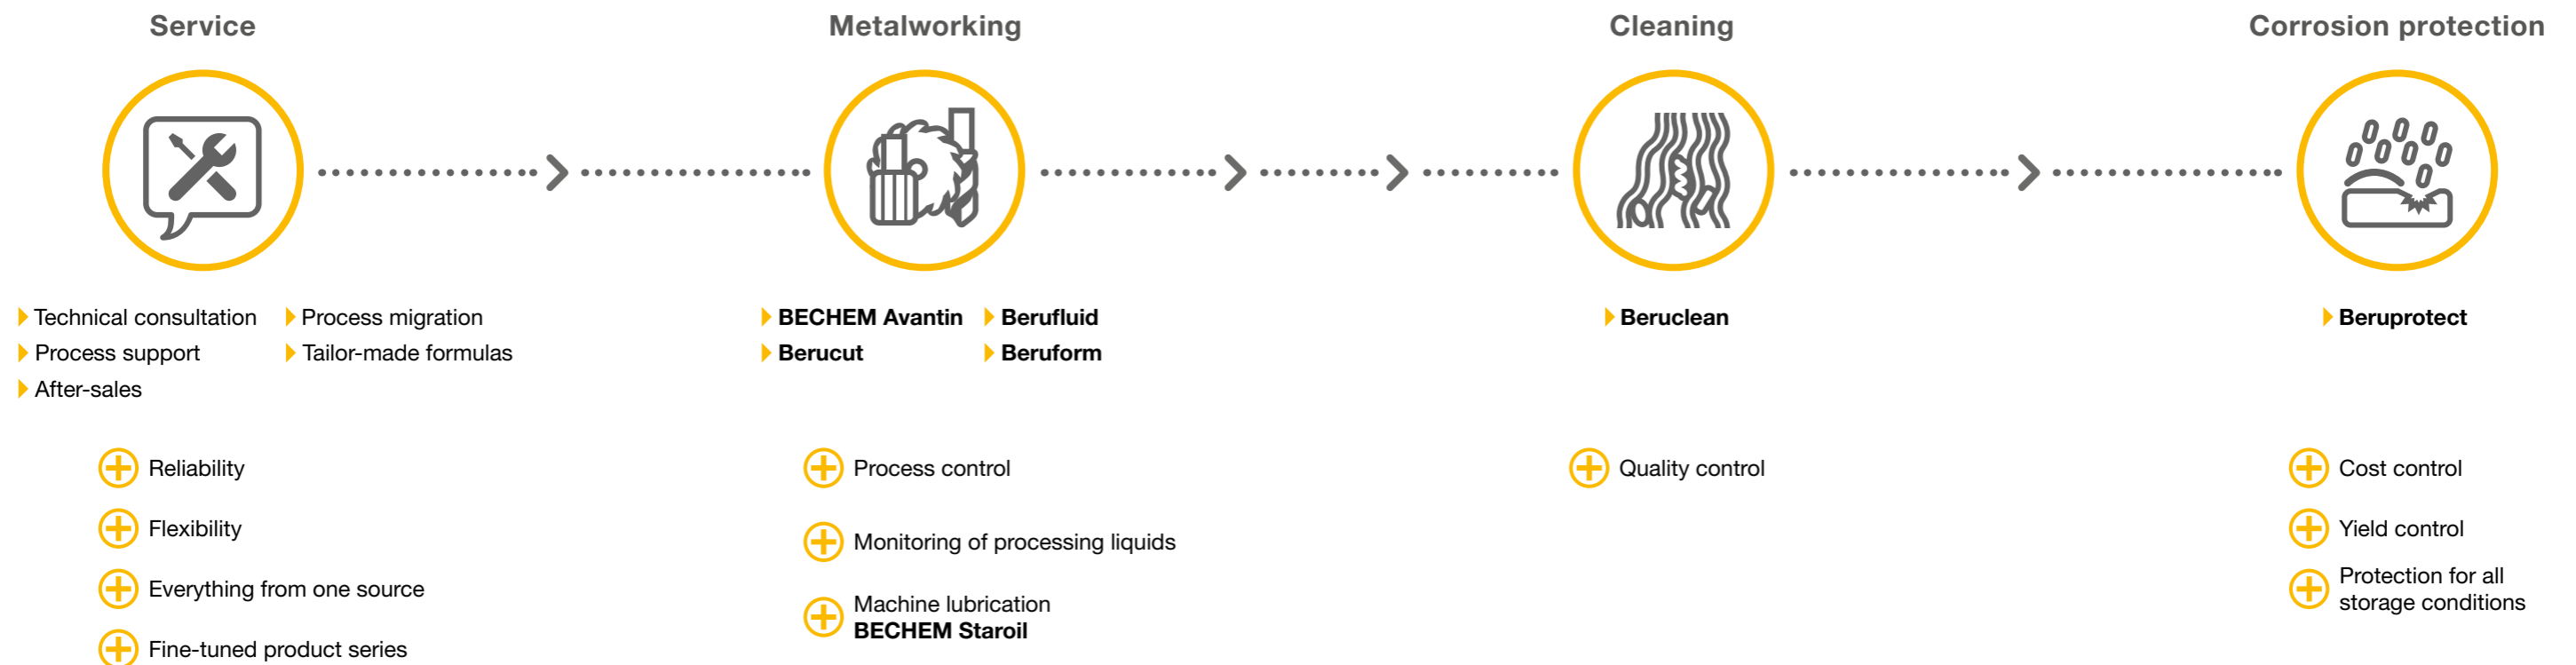 Service
Metalworking
Cleaning
Corrosion protection
Technical consultation
Process migration
Process support
Tailor-made formulas
After-sales
BECHEM Avantin
Berufluid
Berucut
Beruform
Beruclean
Beruprotect
Reliability
Flexibility
Everything from one source
Fine-tuned product series
Process control
Monitoring of processing liquids
Machine lubrication
BECHEM Staroil
Quality control
Cost control
Yield control
Protection for all
storage conditions